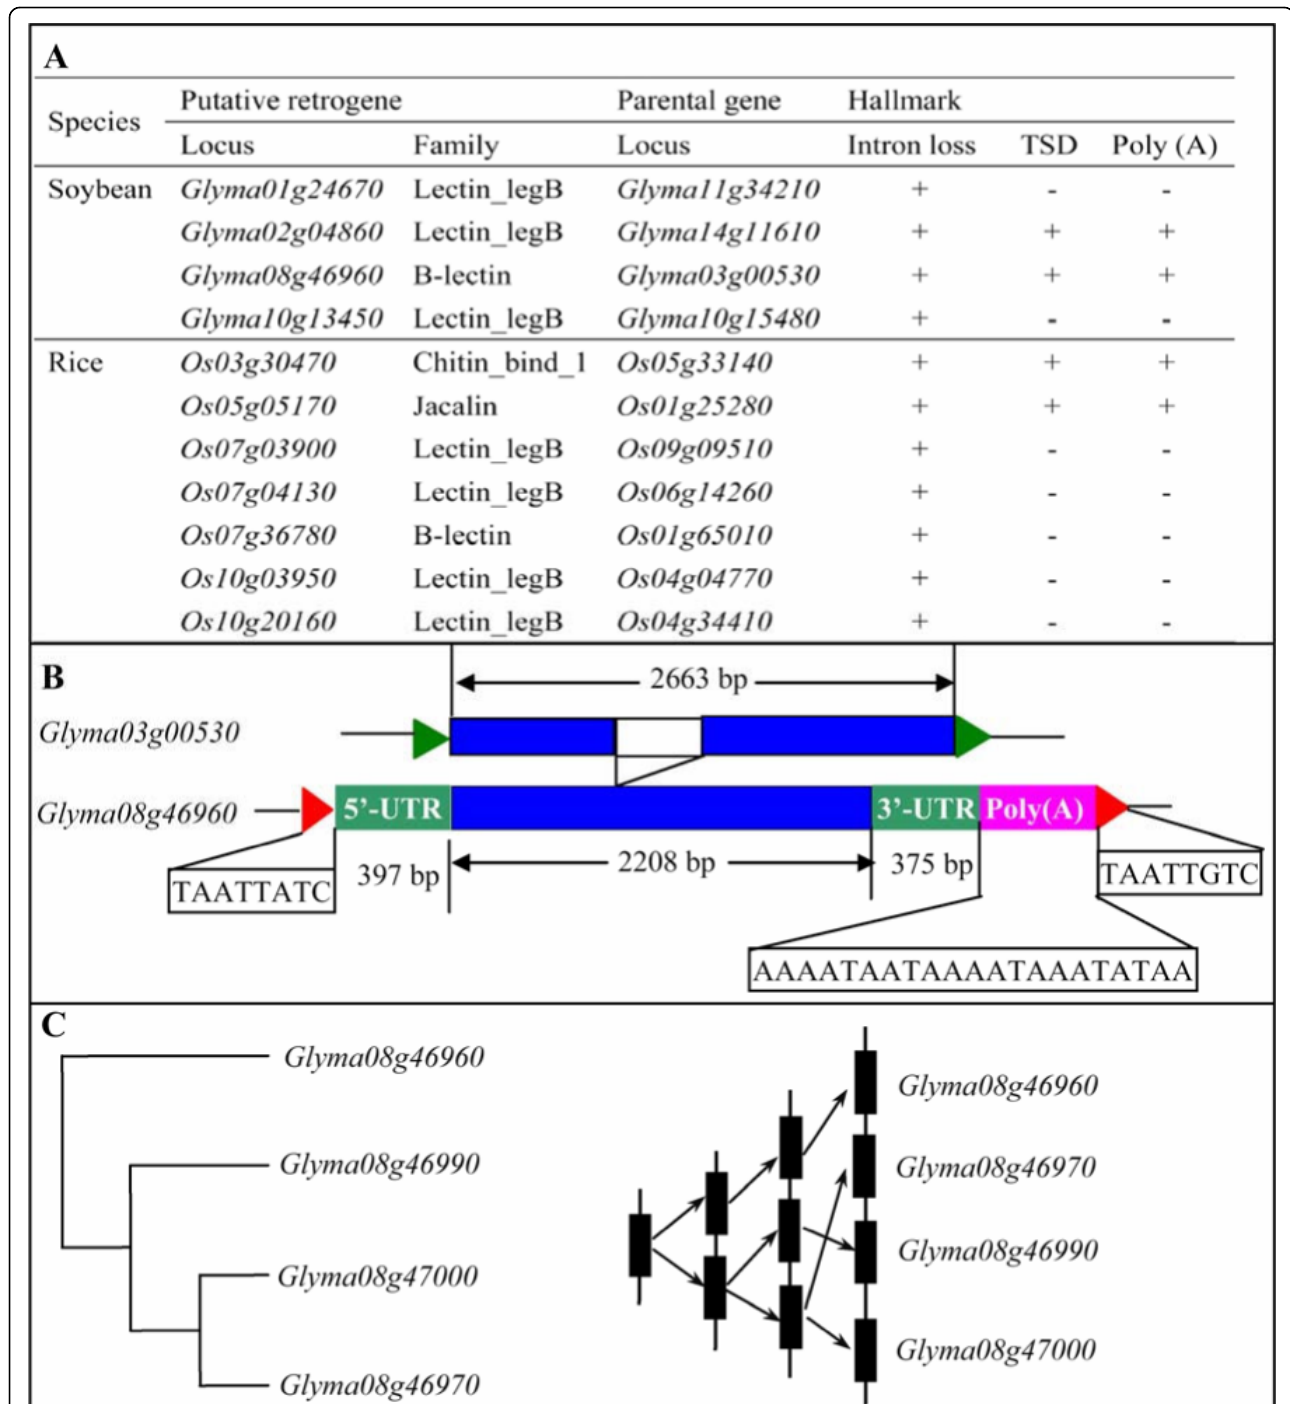 A
Species Putative retrogene Parental gene Hallmark
Locus Family Locus Intron loss TSD Poly (A)
Soybean Glyma01g24670 Lectin_legB Glyma11g34210 + - -
Glyma02g04860 Lectin_legB Glyma14g11610 + + +
Glyma08g46960 B-lectin Glyma03g00530 + + +
Glyma10g13450 Lectin_legB Glyma10g15480 + - -
Rice Os03g30470 Chitin_bind_1 Os05g33140 + + +
Os05g05170 Jacalin Os01g25280 + + +
Os07g03900 Lectin_legB Os09g09510 + - -
Os07g04130 Lectin_legB Os06g14260 + - -
Os07g36780 B-lectin Os01g65010 + - -
Os10g03950 Lectin_legB Os04g04770 + - -
Os10g20160 Lectin_legB Os04g34410 + - -
B
2663 bp
Glyma03g00530
Glyma08g46960 5’-UTR 3’-UTR Poly(A)
TAATTATC 397 bp 2208 bp 375 bp TAATTGTC
AAAATAATAAAATAAATATAA
C
Glyma08g46960
Glyma08g46990
Glyma08g47000
Glyma08g46970
Glyma08g46960
Glyma08g46970
Glyma08g46990
Glyma08g47000